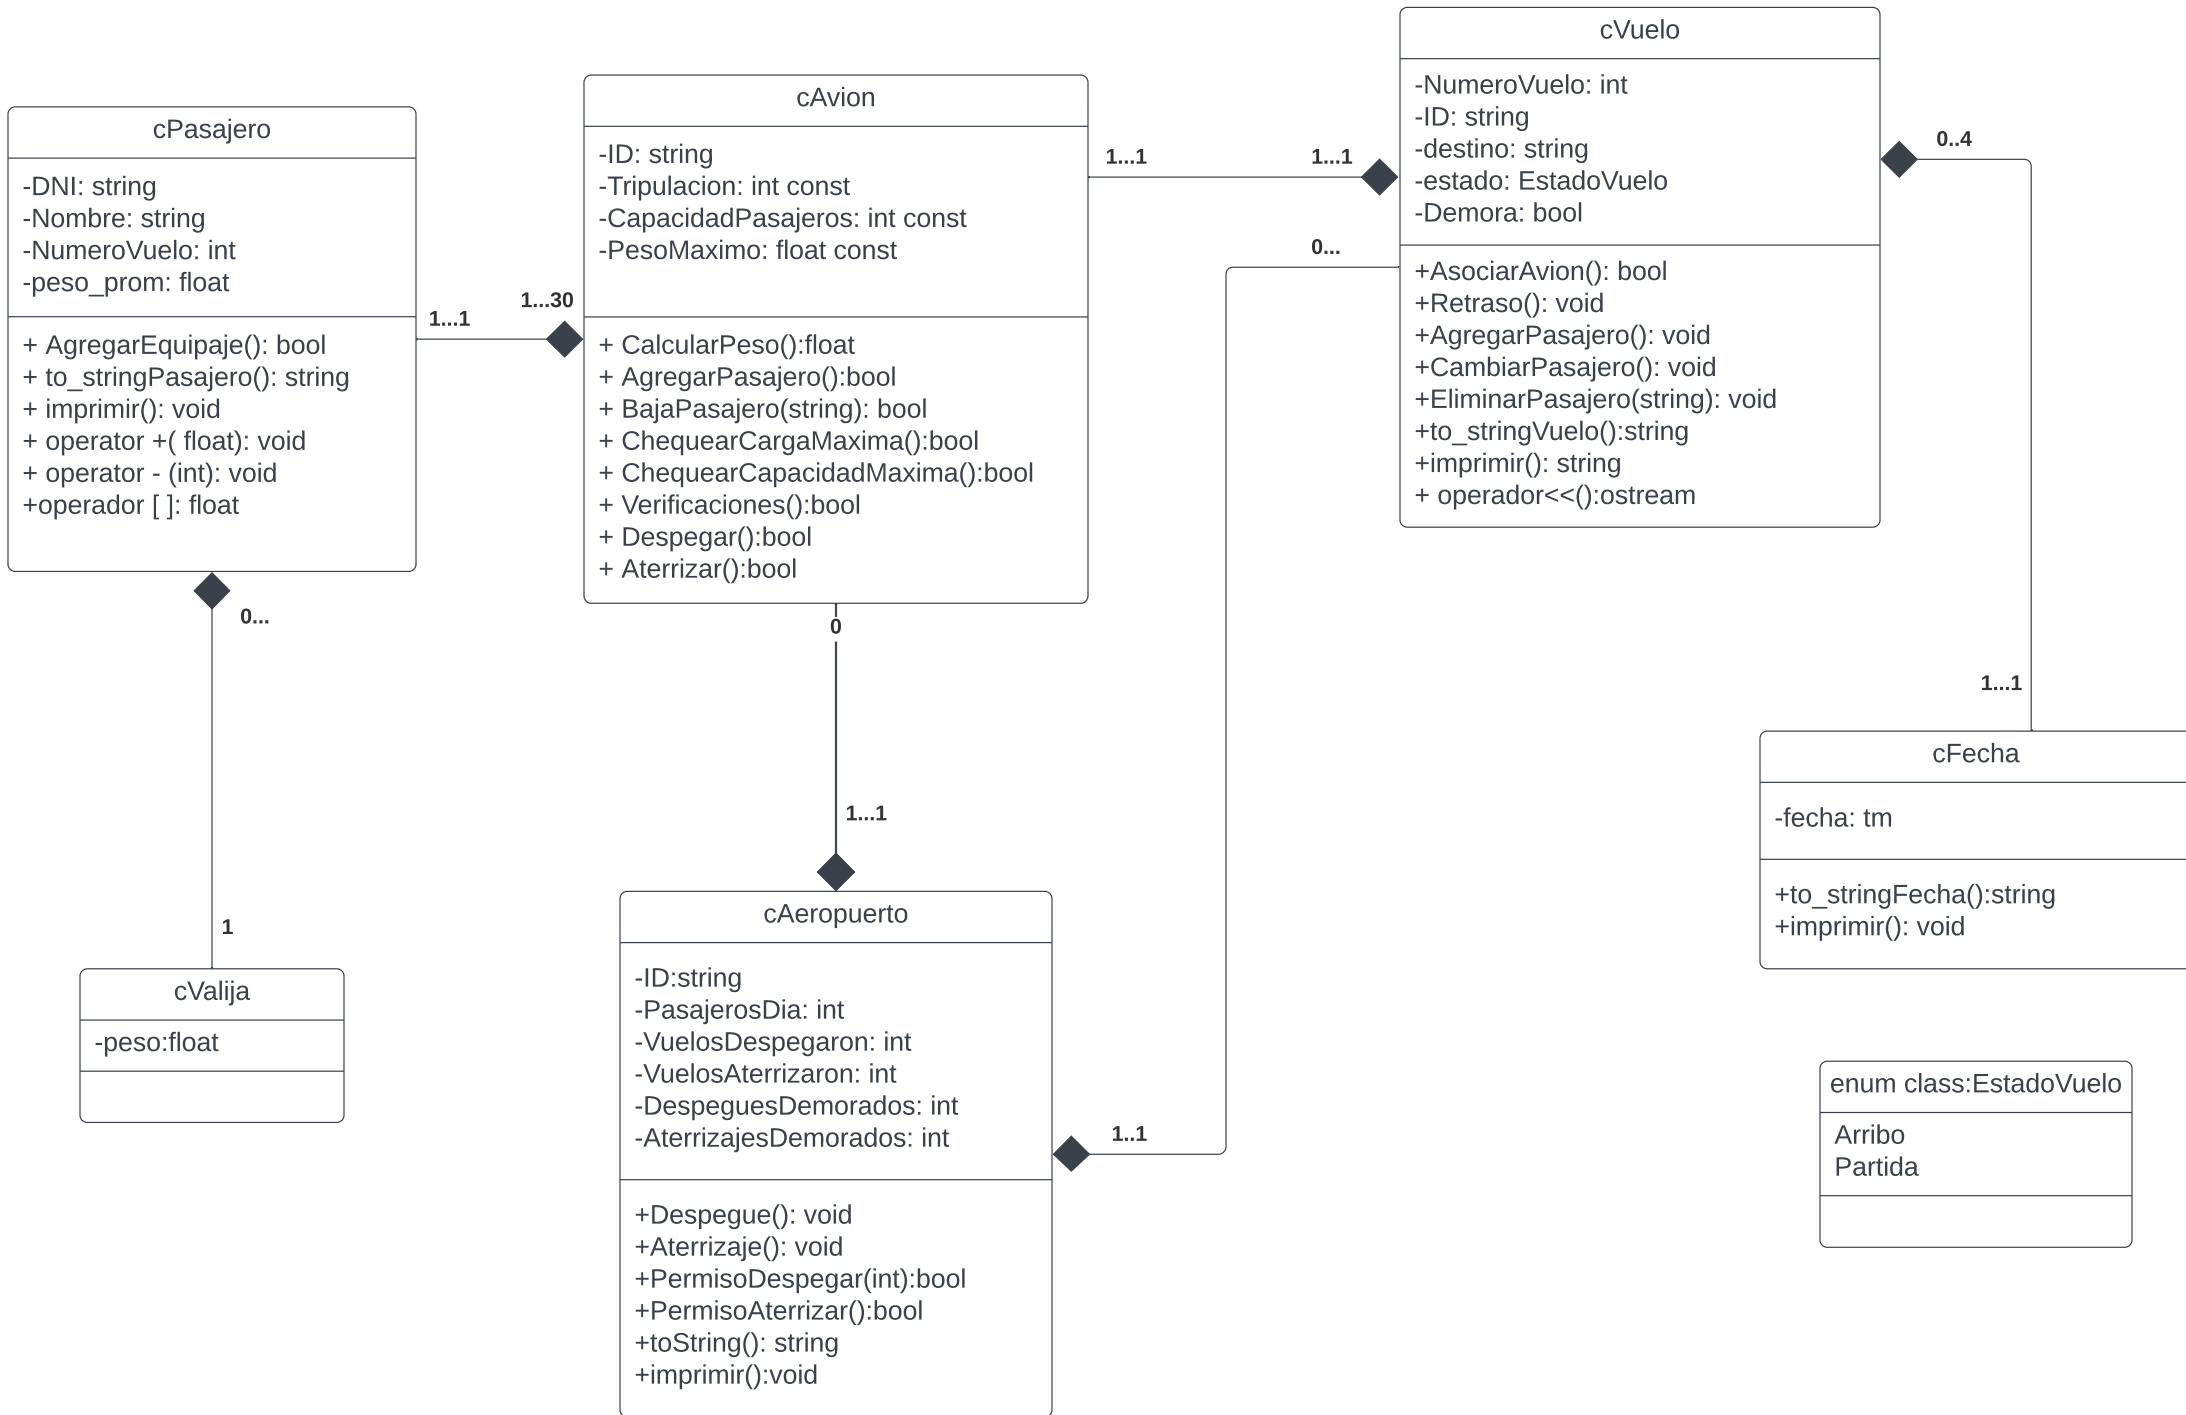 cPasajero
-DNI: string
-Nombre: string
-NumeroVuelo: int
-peso_prom: float
+ AgregarEquipaje(): bool
+ to_stringPasajero(): string
+ imprimir(): void
+ operator +( float): void
+ operator - (int): void
+operador [ ]: float
1...1
1...30
0...
1
cValija
-peso:float
cAvion
-ID: string
-Tripulacion: int const
-CapacidadPasajeros: int const
-PesoMaximo: float const
+ CalcularPeso():float
+ AgregarPasajero():bool
+ BajaPasajero(string): bool
+ ChequearCargaMaxima():bool
+ ChequearCapacidadMaxima():bool
+ Verificaciones():bool
+ Despegar():bool
+ Aterrizar():bool
1...1
1...1
0...
0
1...1
cAeropuerto
-ID:string
-PasajerosDia: int
-VuelosDespegaron: int
-VuelosAterrizaron: int
-DespeguesDemorados: int
-AterrizajesDemorados: int
+Despegue(): void
+Aterrizaje(): void
+PermisoDespegar(int):bool
+PermisoAterrizar():bool
+toString(): string
+imprimir():void
1..1
cVuelo
-NumeroVuelo: int
-ID: string
-destino: string
-estado: EstadoVuelo
-Demora: bool
+AsociarAvion(): bool
+Retraso(): void
+AgregarPasajero(): void
+CambiarPasajero(): void
+EliminarPasajero(string): void
+to_stringVuelo():string
+imprimir(): string
+ operador<<():ostream
0..4
1...1
cFecha
-fecha: tm
+to_stringFecha():string
+imprimir(): void
enum class:EstadoVuelo
Arribo
Partida